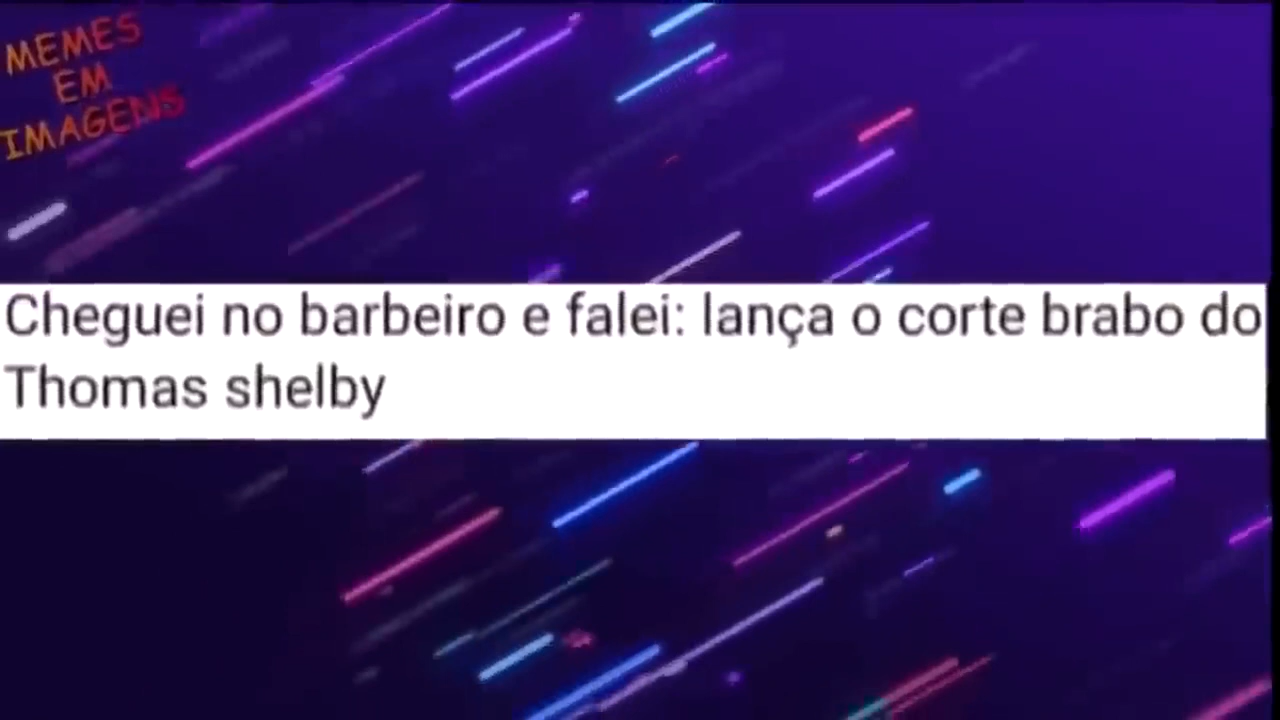 MEMES
EM
IMAGENS
Cheguei no barbeiro e falei: lança o corte brabo do
Thomas shelby